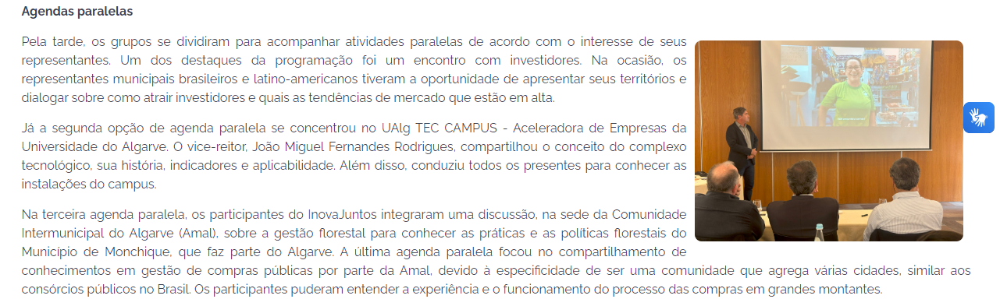 Agendas paralelas
Pela tarde, os grupos se dividiram para acompanhar atividades paralelas de acordo com o interesse de seus
representantes. Um dos destaques da programação foi um encontro com investidores. Na ocasião, os
representantes municipais brasileiros e latino-americanos tiveram a oportunidade de apresentar seus territórios e
dialogar sobre como atrair investidores e quais as tendências de mercado que estão em alta.
Já a segunda opção de agenda paralela se concentrou no UAlg TEC CAMPUS - Aceleradora de Empresas da
Universidade do Algarve. O vice-reitor, João Miguel Fernandes Rodrigues, compartilhou o conceito do complexo
tecnológico, sua história, indicadores e aplicabilidade. Além disso, conduziu todos os presentes para conhecer as
instalações do campus.
Na terceira agenda paralela, os participantes do InovaJuntos integraram uma discussão, na sede da Comunidade
Intermunicipal do Algarve (Amal), sobre a gestão florestal para conhecer as práticas e as políticas florestais do
Município de Monchique, que faz parte do Algarve. A última agenda paralela focou no compartilhamento de
conhecimentos em gestão de compras públicas por parte da Amal, devido à especificidade de ser uma comunidade que agrega várias cidades, similar aos
consórcios públicos no Brasil. Os participantes puderam entender a experiência e o funcionamento do processo das compras em grandes montantes.